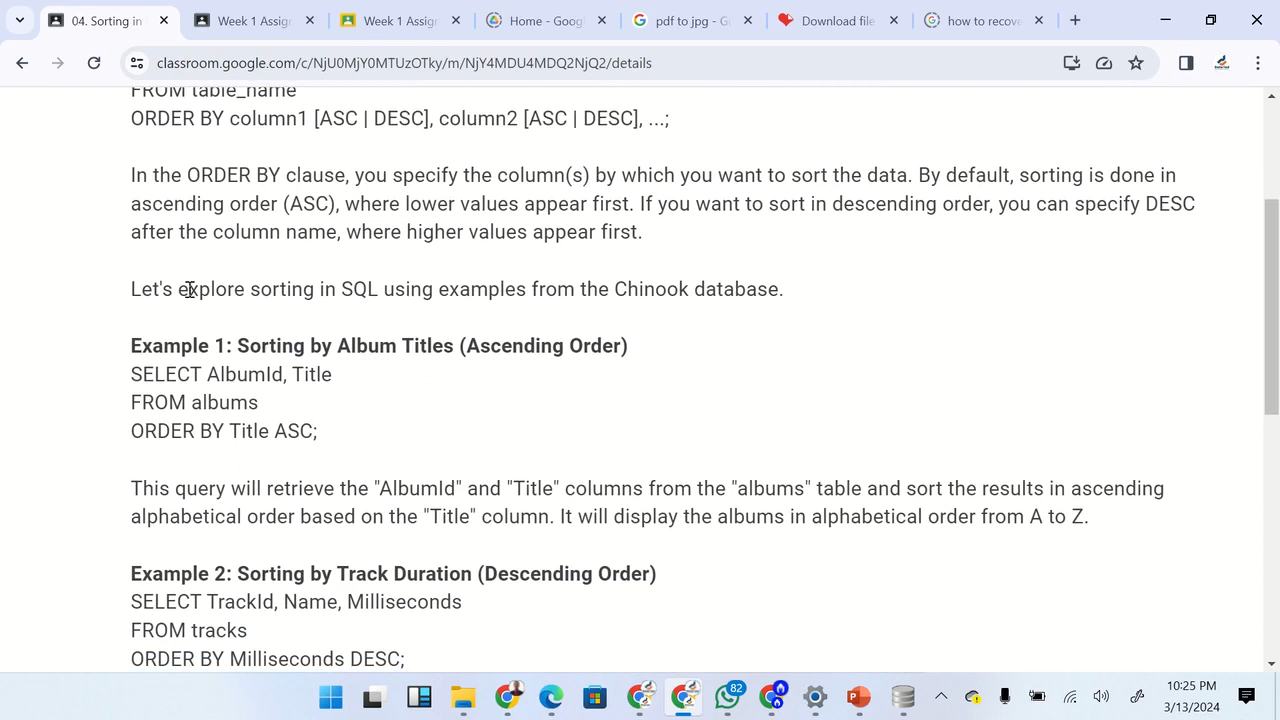 04. Sorting in
Week 1 Assign
Week 1 Assign
Home - Goog
pdf to jpg - G
Download file
how to recove
classroom.google.com/c/NjU0MjY0MTUzOTky/m/NjY4MDU4MDQ2NjQ2/details
FROM table_name
ORDER BY column1 [ASC | DESC], column2 [ASC | DESC], ...;
In the ORDER BY clause, you specify the column(s) by which you want to sort the data. By default, sorting is done in
ascending order (ASC), where lower values appear first. If you want to sort in descending order, you can specify DESC
after the column name, where higher values appear first.
Let's explore sorting in SQL using examples from the Chinook database.
Example 1: Sorting by Album Titles (Ascending Order)
SELECT AlbumId, Title
FROM albums
ORDER BY Title ASC;
This query will retrieve the "AlbumId" and "Title" columns from the "albums" table and sort the results in ascending
alphabetical order based on the "Title" column. It will display the albums in alphabetical order from A to Z.
Example 2: Sorting by Track Duration (Descending Order)
SELECT TrackId, Name, Milliseconds
FROM tracks
ORDER BY Milliseconds DESC;
82
10:25 PM
3/13/2024